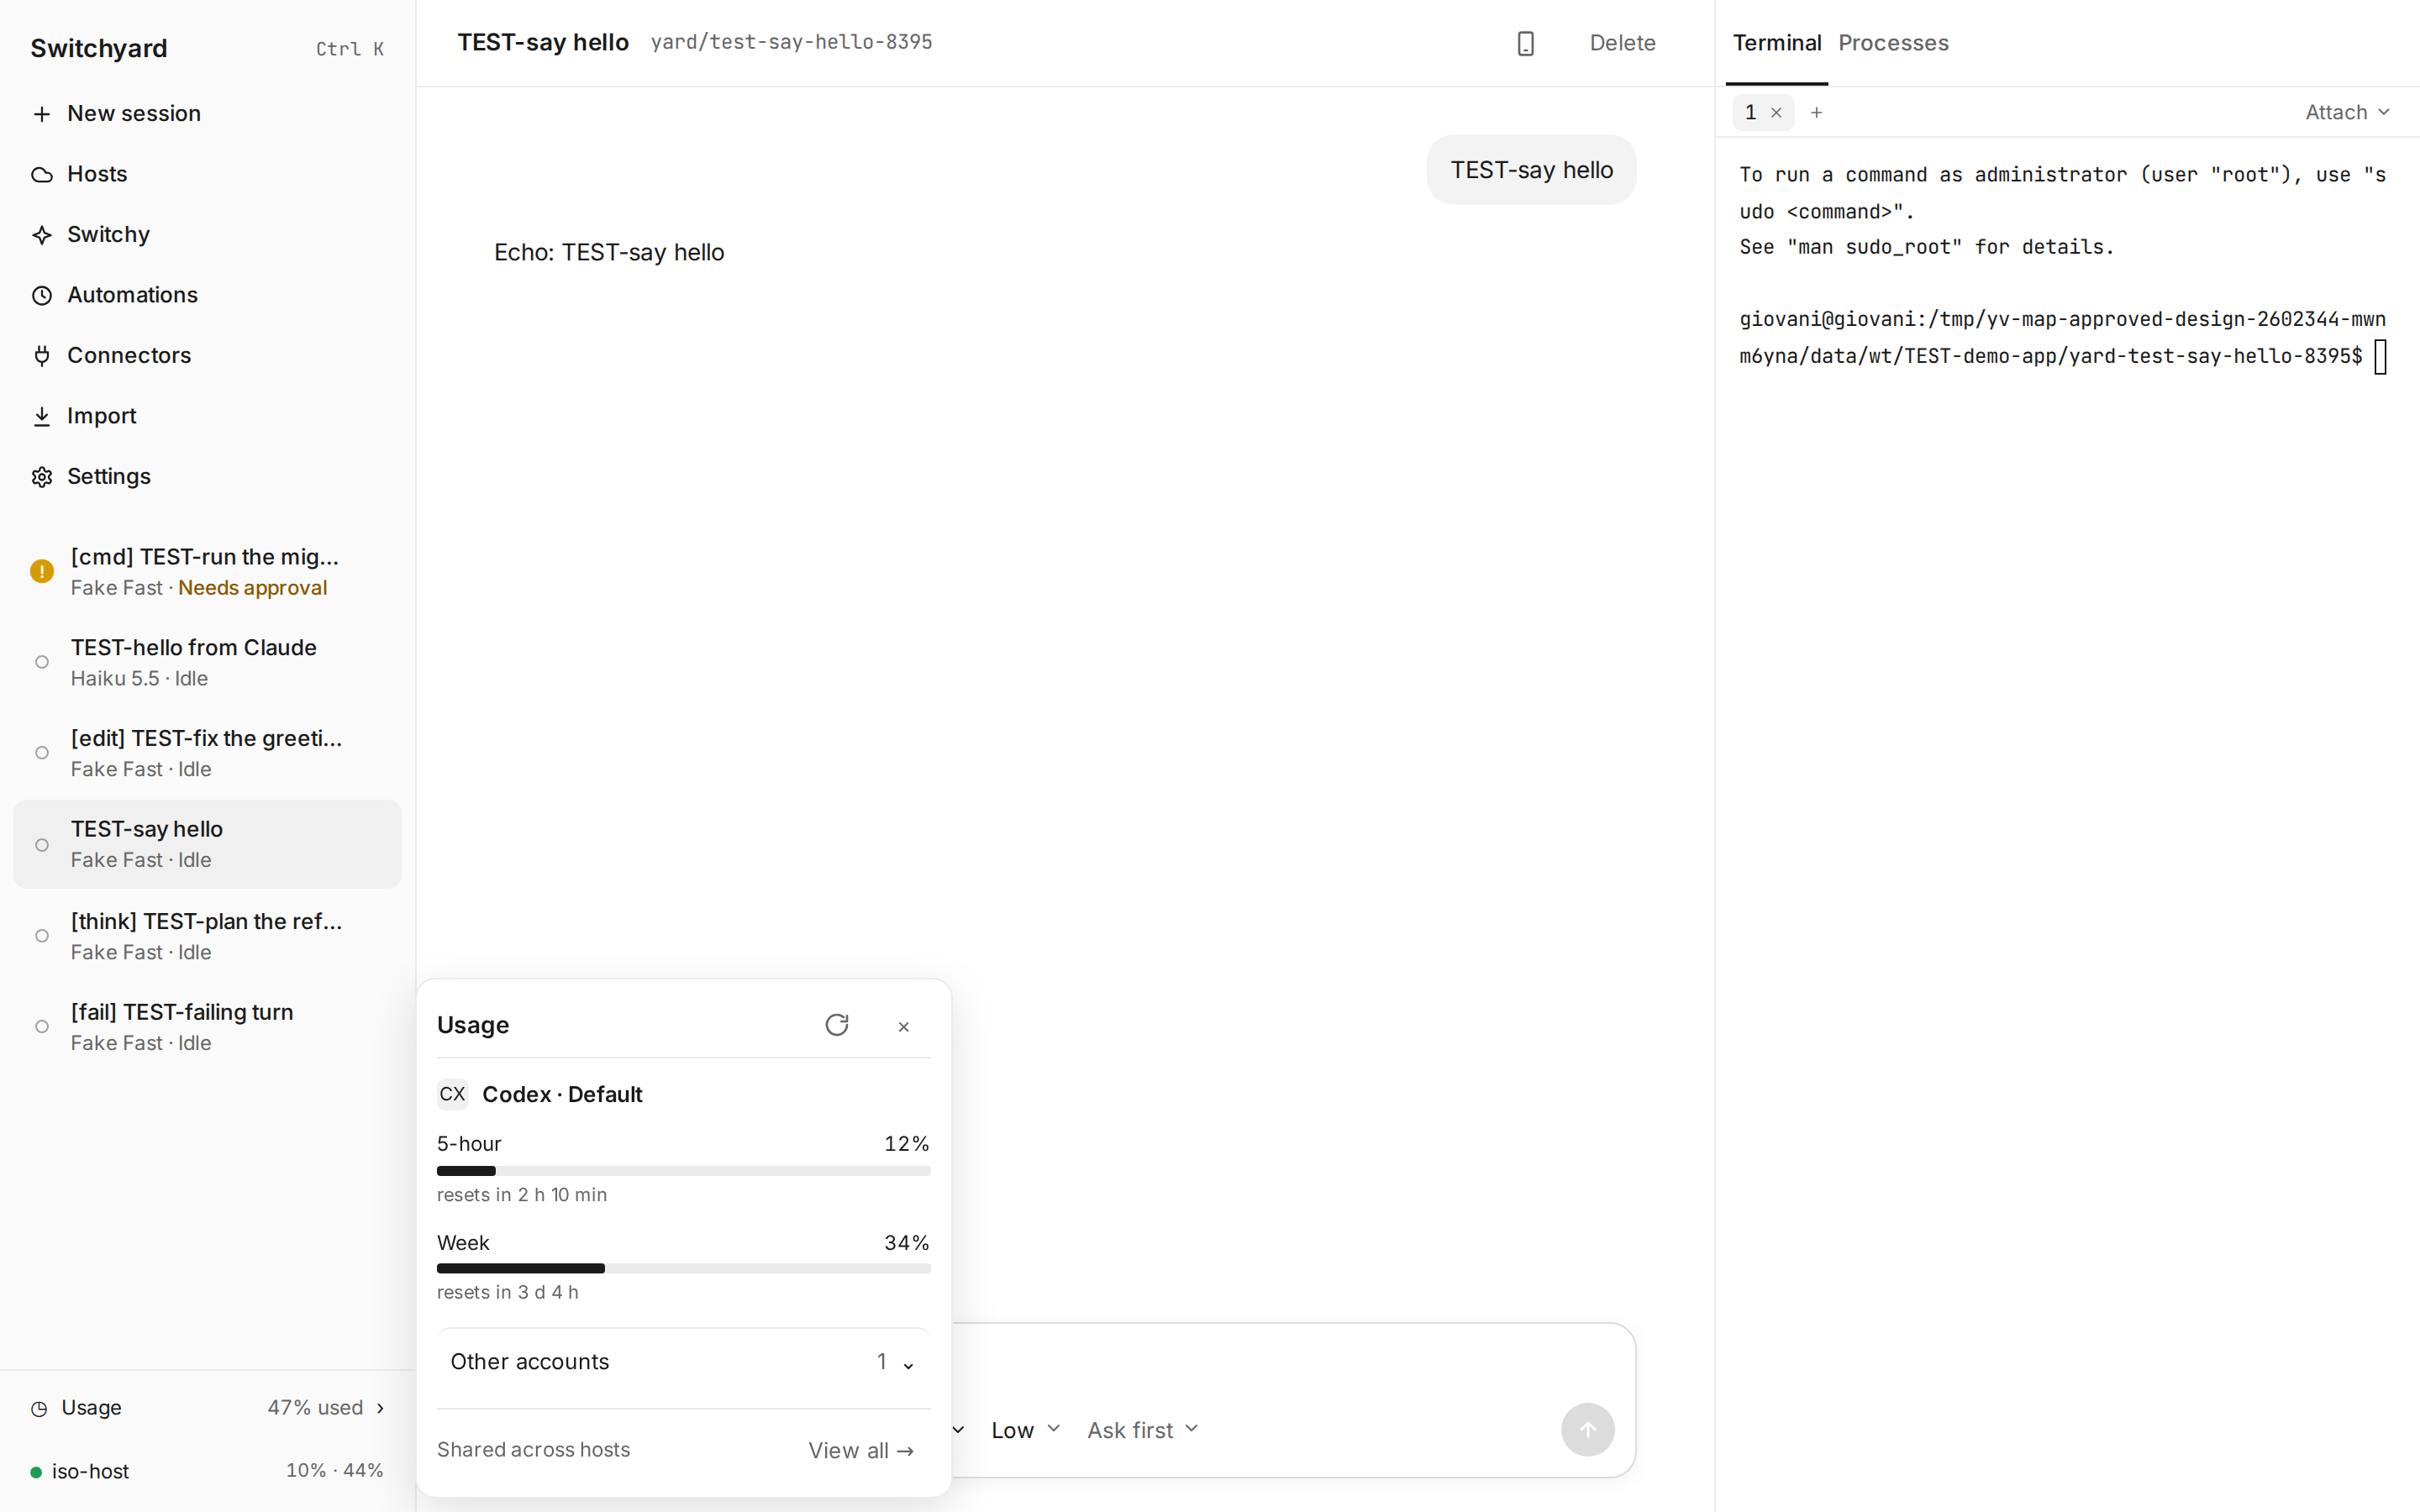 Switchyard
Ctrl K
New session
Hosts
Switchy
Automations
Connectors
Import
Settings
[cmd] TEST-run the mig...
Fake Fast · Needs approval
TEST-hello from Claude
Haiku 5.5 · Idle
[edit] TEST-fix the greeti...
Fake Fast · Idle
TEST-say hello
Fake Fast · Idle
[think] TEST-plan the ref...
Fake Fast · Idle
[fail] TEST-failing turn
Fake Fast · Idle
Usage 47% used ›
iso-host 10% · 44%
TEST-say hello yard/test-say-hello-8395
Delete
TEST-say hello
Echo: TEST-say hello
Usage ×
CX Codex · Default
5-hour 12%
resets in 2 h 10 min
Week 34%
resets in 3 d 4 h
Other accounts 1
Shared across hosts View all →
Low Ask first
Terminal Processes
1 × + Attach
To run a command as administrator (user "root"), use "s
udo <command>".
See "man sudo_root" for details.
giovani@giovani:/tmp/yv-map-approved-design-2602344-mwn
m6yna/data/wt/TEST-demo-app/yard-test-say-hello-8395$